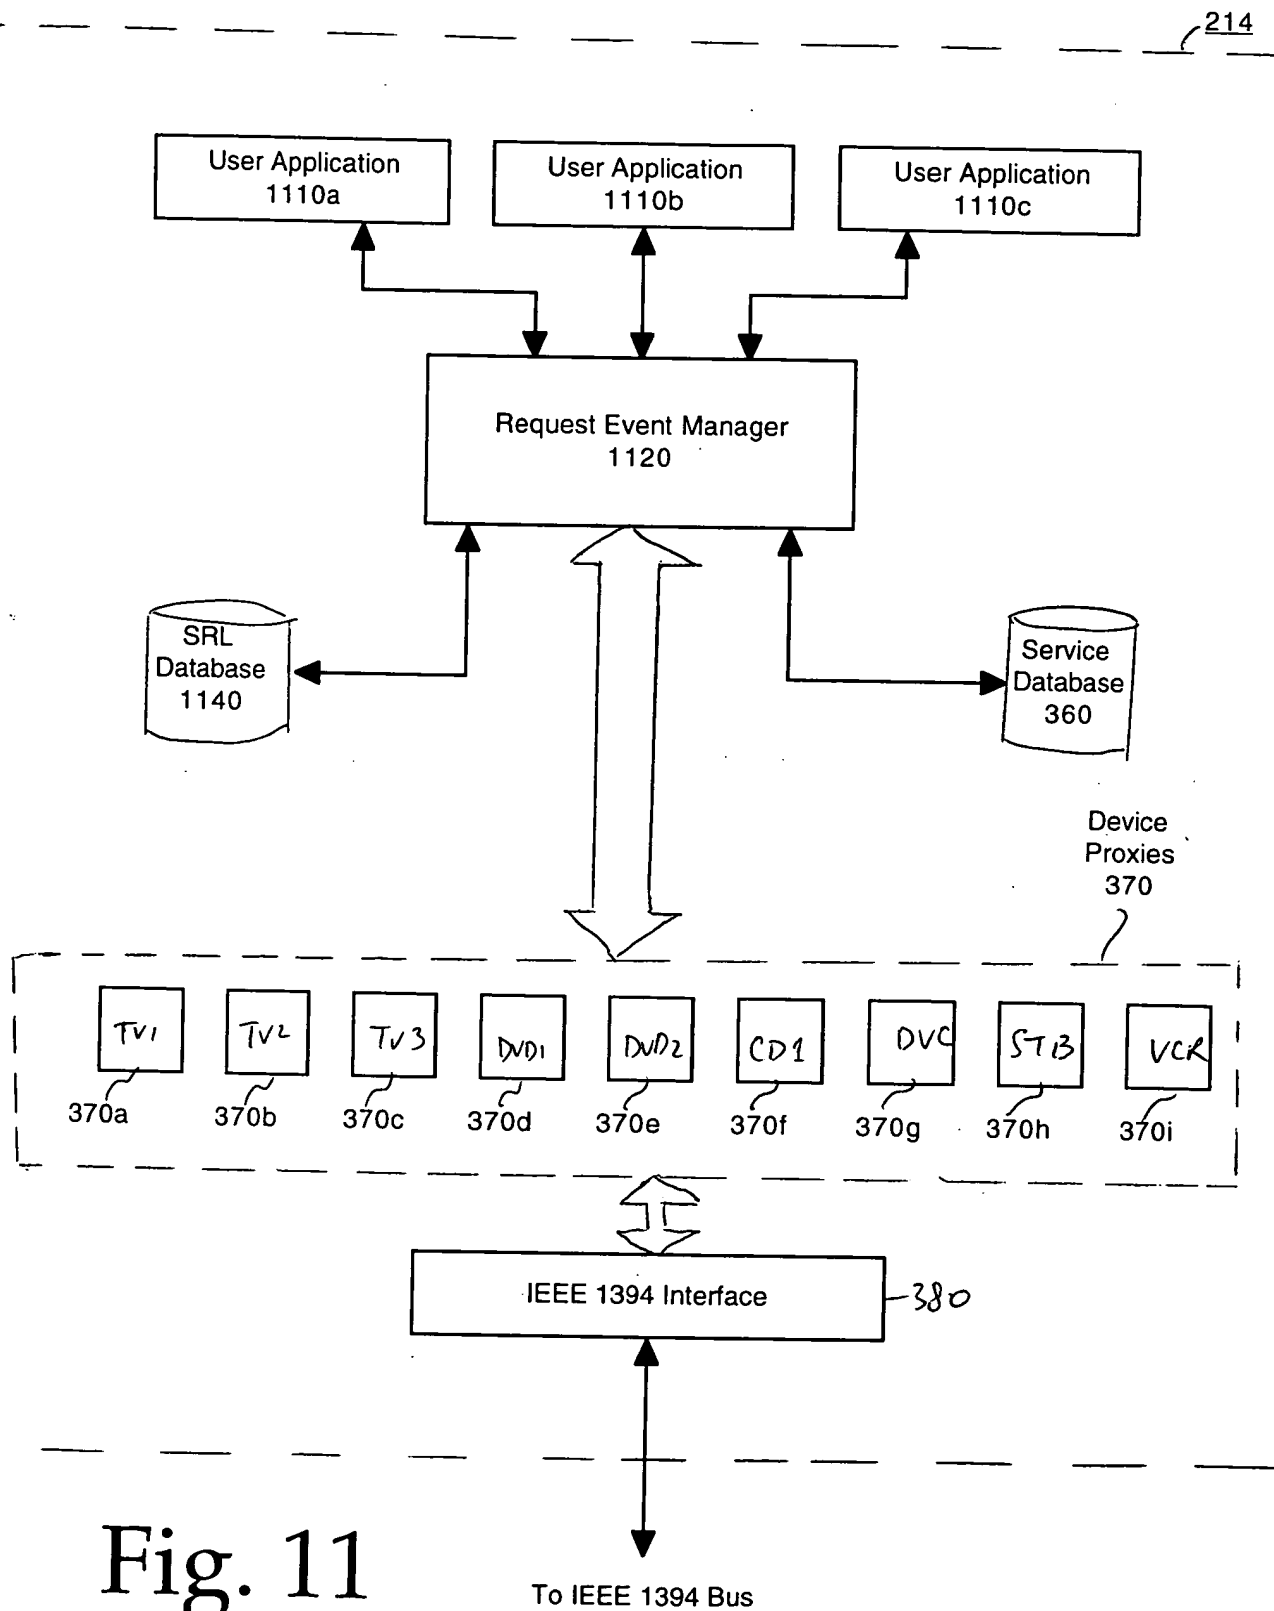 214
User Application
1110a
User Application
1110b
User Application
1110c
Request Event Manager
1120
SRL
Database
1140
Service
Database
360
Device
Proxies
370
TV1
TV2
TV3
DVD1
DVD2
CD1
DVC
STB
VCR
370a
370b
370c
370d
370e
370f
370g
370h
370i
IEEE 1394 Interface
380
Fig. 11
To IEEE 1394 Bus